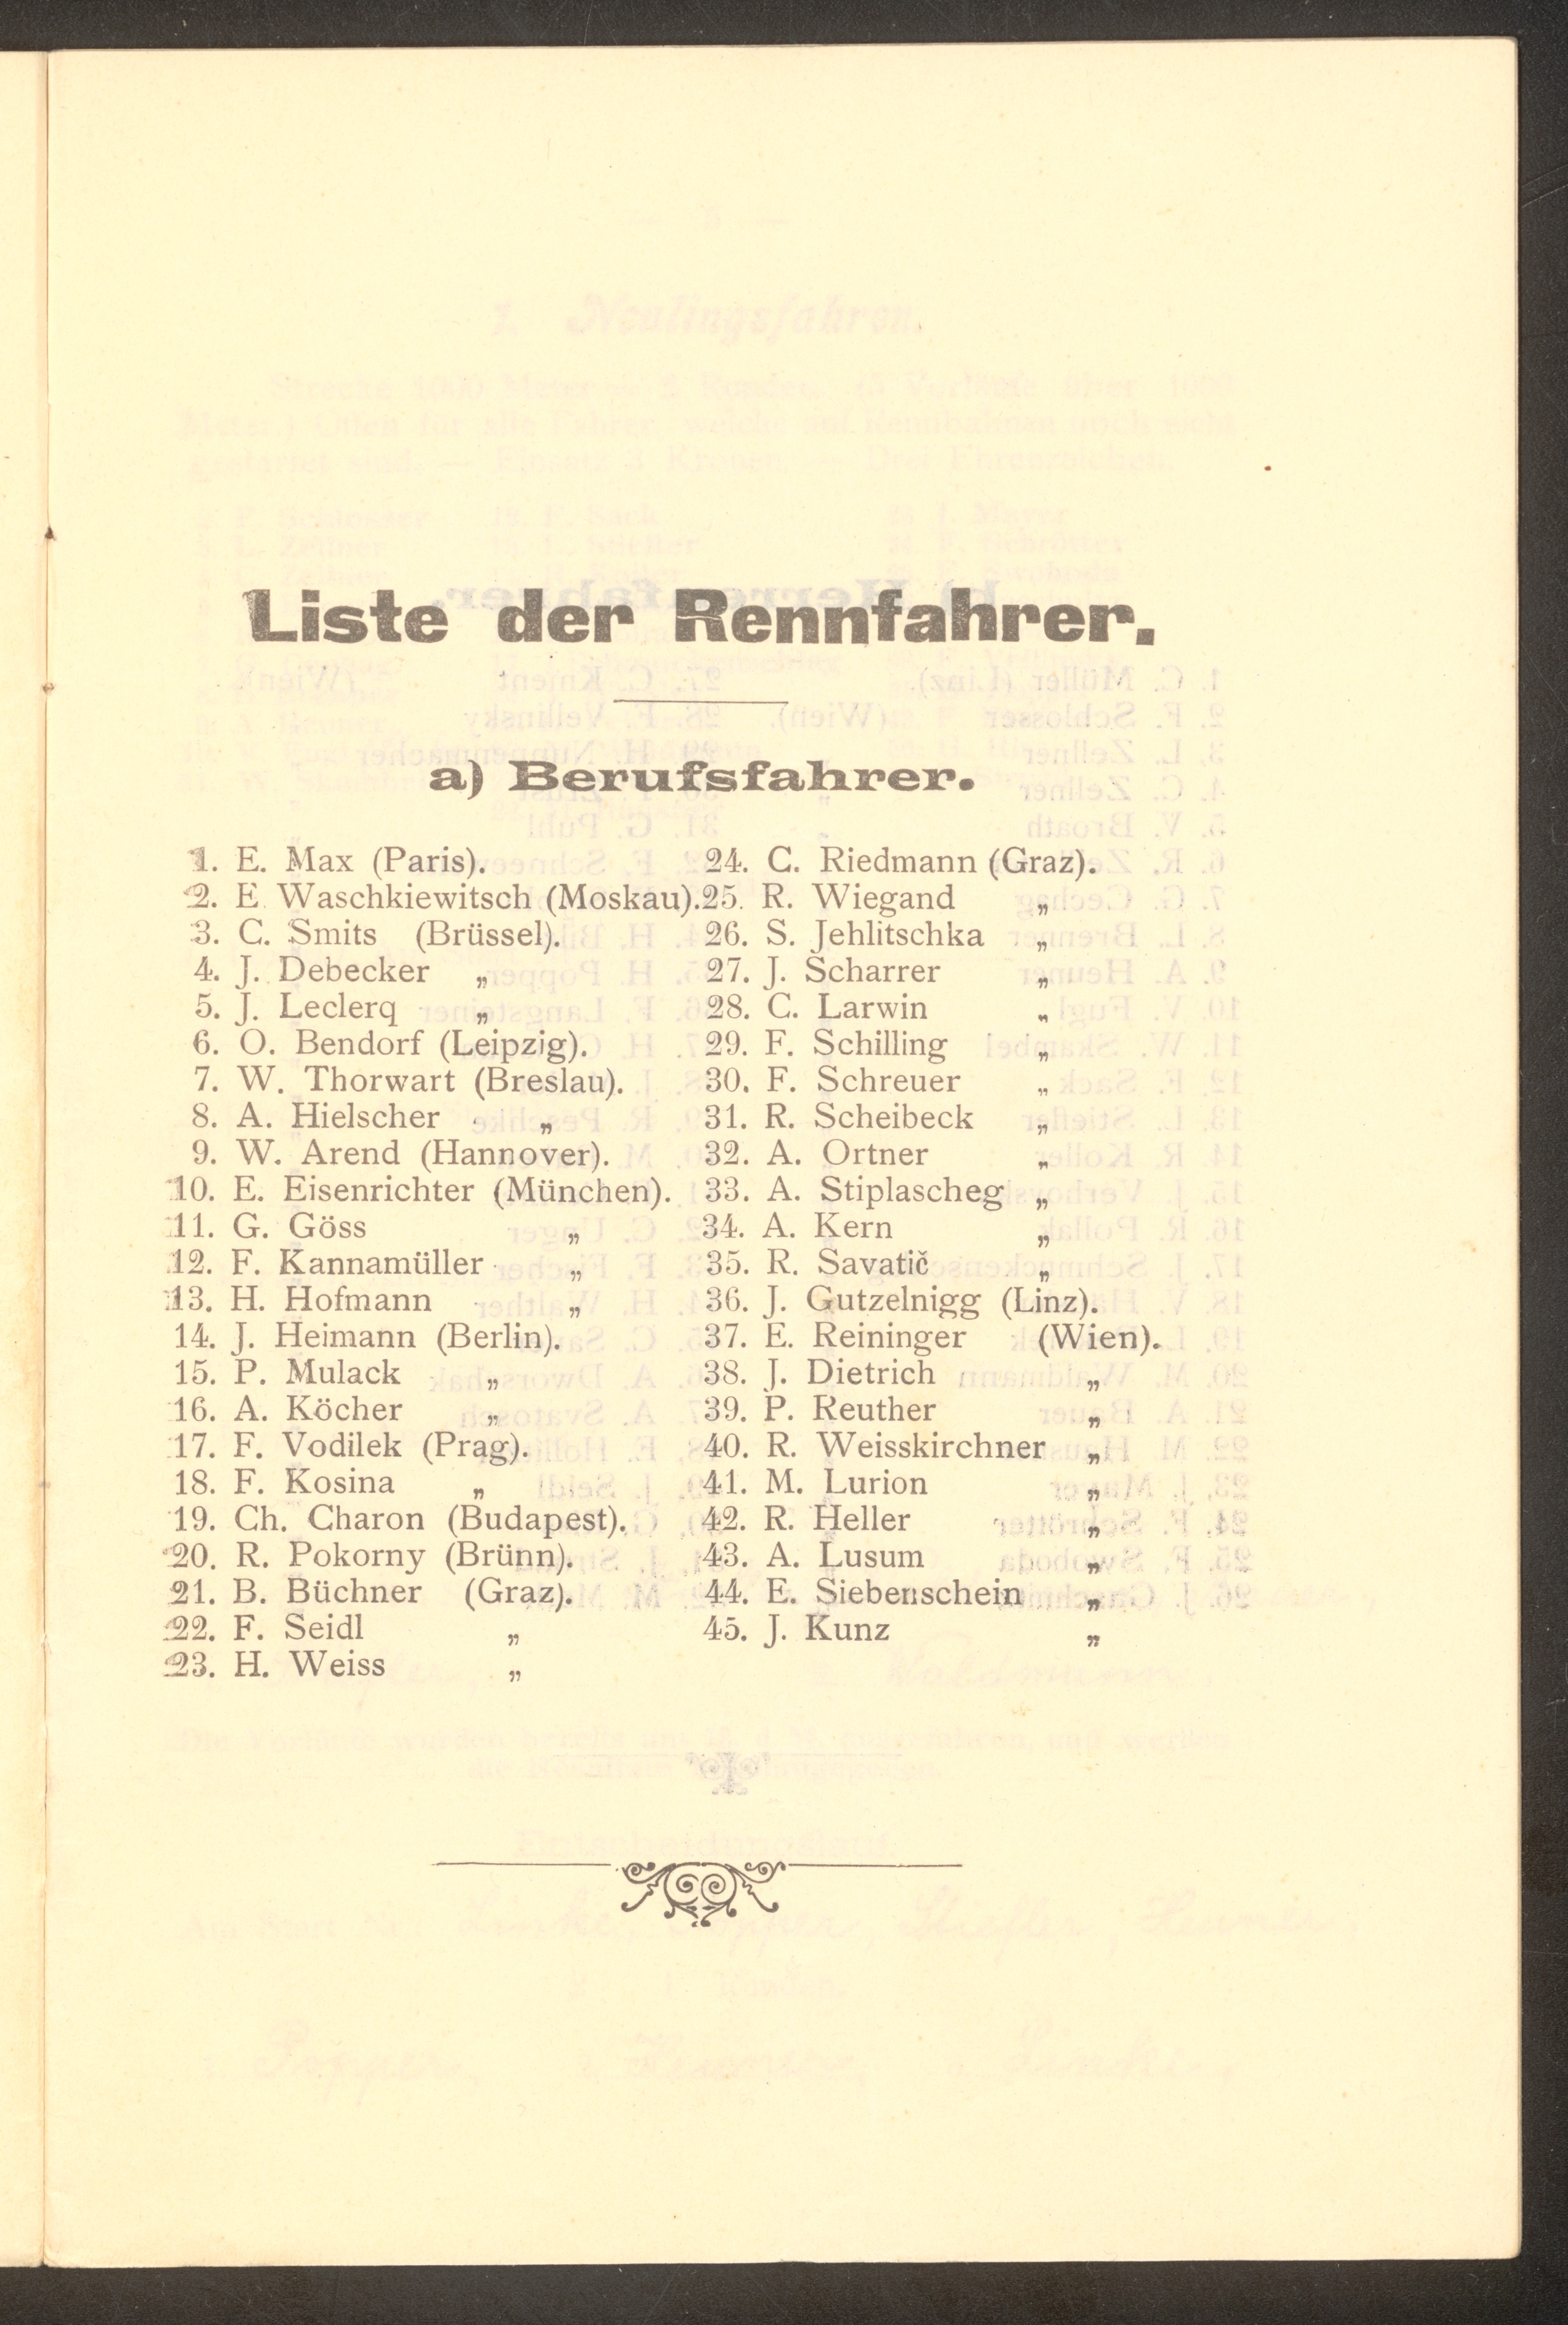 Liste der Rennfahrer.
a) Berufsfahrer.
1. E. Max (Paris).
2. E. Waschkiewitsch (Moskau).
3. C. Smits (Brüssel).
4. J. Debecker „
5. J. Leclerq „
6. O. Bendorf (Leipzig).
7. W. Thorwart (Breslau).
8. A. Hielscher „
9. W. Arend (Hannover).
10. E. Eisenrichter (München).
11. G. Göss „
12. F. Kannamüller „
13. H. Hofmann „
14. J. Heimann (Berlin).
15. P. Mulack „
16. A. Köcher „
17. F. Vodilek (Prag).
18. F. Kosina „
19. Ch. Charon (Budapest).
20. R. Pokorny (Brünn).
21. B. Büchner (Graz).
22. F. Seidl „
23. H. Weiss „
24. C. Riedmann (Graz).
25. R. Wiegand „
26. S. Jehlitschka „
27. J. Scharrer „
28. C. Larwin „
29. F. Schilling „
30. F. Schreuer „
31. R. Scheibeck „
32. A. Ortner „
33. A. Stiplascheg „
34. A. Kern „
35. R. Savatič „
36. J. Gutzelnigg (Linz).
37. E. Reininger (Wien).
38. J. Dietrich „
39. P. Reuther „
40. R. Weisskirchner „
41. M. Lurion „
42. R. Heller „
43. A. Lusum „
44. E. Siebenschein „
45. J. Kunz „